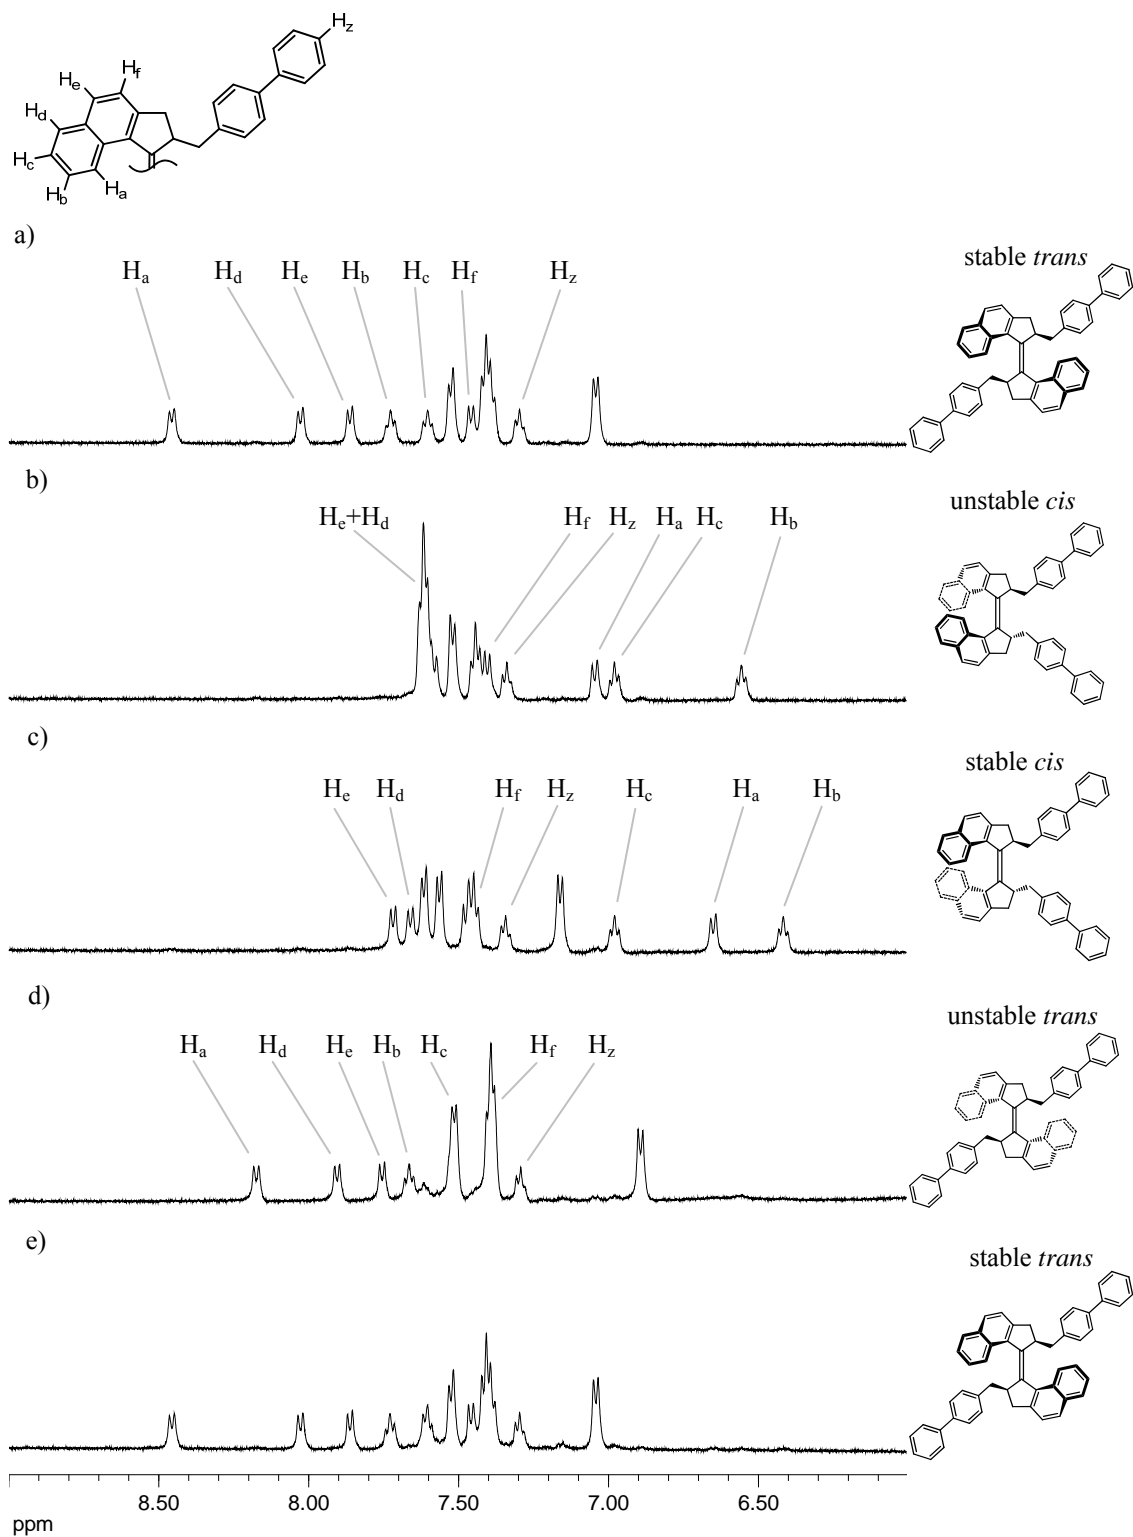 Hz
He
Hf
Hd
Hc
Hb
Ha
a)
Ha Hd He Hb Hc Hf Hz
stable trans
b)
He+Hd Hf Hz Ha Hc Hb
unstable cis
c)
He Hd Hf Hz Hc Ha Hb
stable cis
d)
Ha Hd He Hb Hc Hf Hz
unstable trans
e)
stable trans
8.50 8.00 7.50 7.00 6.50
ppm